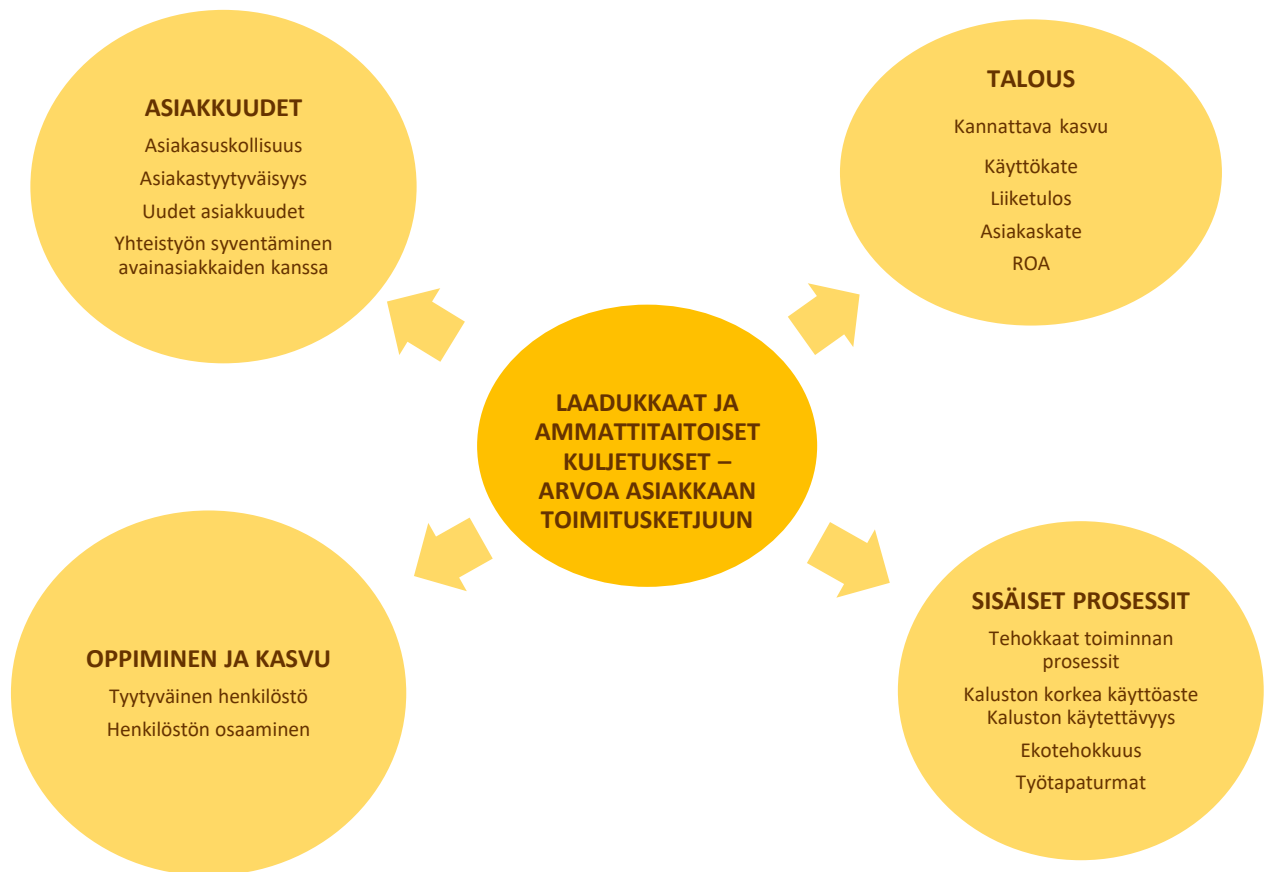 ASIAKKUUDET
Asiakasuskollisuus
Asiakastyytyväisyys
Uudet asiakkuudet
Yhteistyön syventäminen
avainasiakkaiden kanssa
TALOUS
Kannattava kasvu
Käyttökate
Liiketulos
Asiakaskate
ROA
LAADUKKAAT JA
AMMATTITAITOISET
KULJETUKSET –
ARVOA ASIAKKAAN
TOIMITUSKETJUUN
OPPIMINEN JA KASVU
Tyytyväinen henkilöstö
Henkilöstön osaaminen
SISÄISET PROSESSIT
Tehokkaat toiminnan
prosessit
Kaluston korkea käyttöaste
Kaluston käytettävyys
Ekotehokkuus
Työtapaturmat